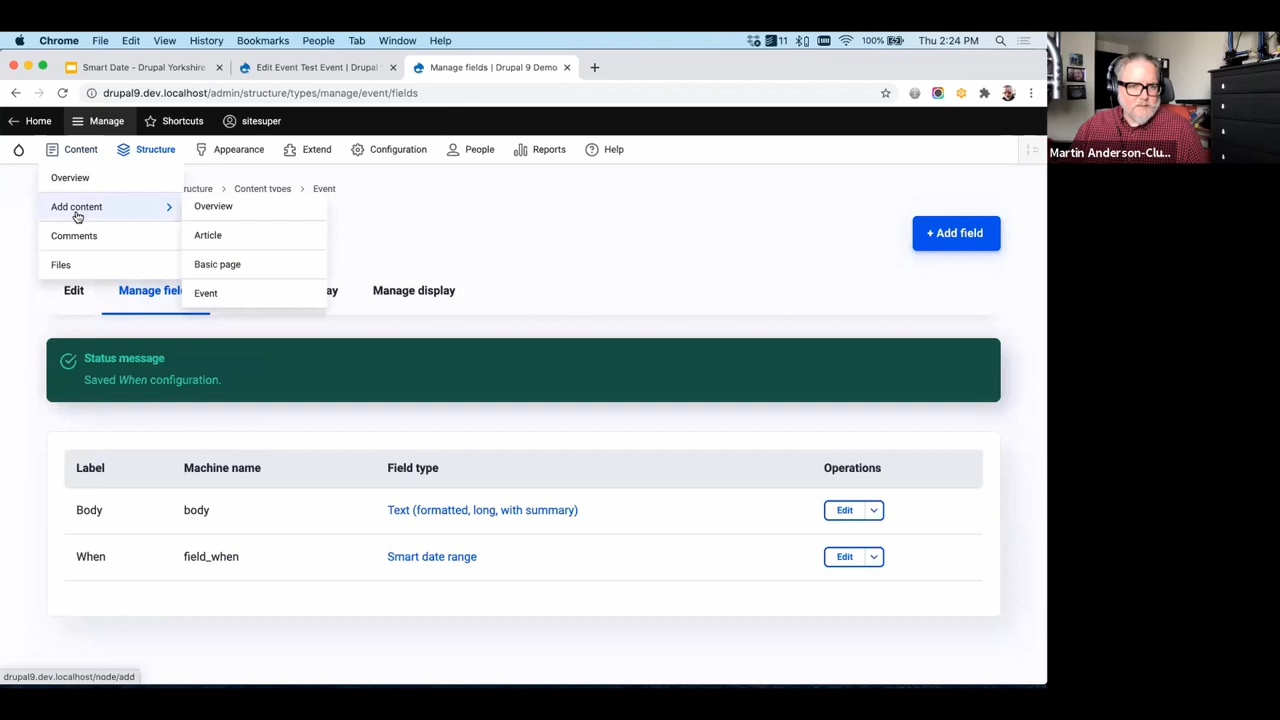 Chrome File Edit View History Bookmarks People Tab Window Help 11 100% Thu 2:24 PM
Smart Date - Drupal Yorkshire Edit Event Test Event | Drupal Manage fields | Drupal 9 Demo
drupal9.dev.localhost/admin/structure/types/manage/event/fields
Home Manage Shortcuts sitesuper
Content Structure Appearance Extend Configuration People Reports Help
Overview
ructure Content types Event
Add content Overview
+ Add field
Comments Article
Files Basic page
Edit Manage fiel ay Manage display
Event
Status message
Saved When configuration.
Label Machine name Field type Operations
Body body Text (formatted, long, with summary) Edit
When field_when Smart date range Edit
drupal9.dev.localhost/node/add
Martin Anderson-Clu...